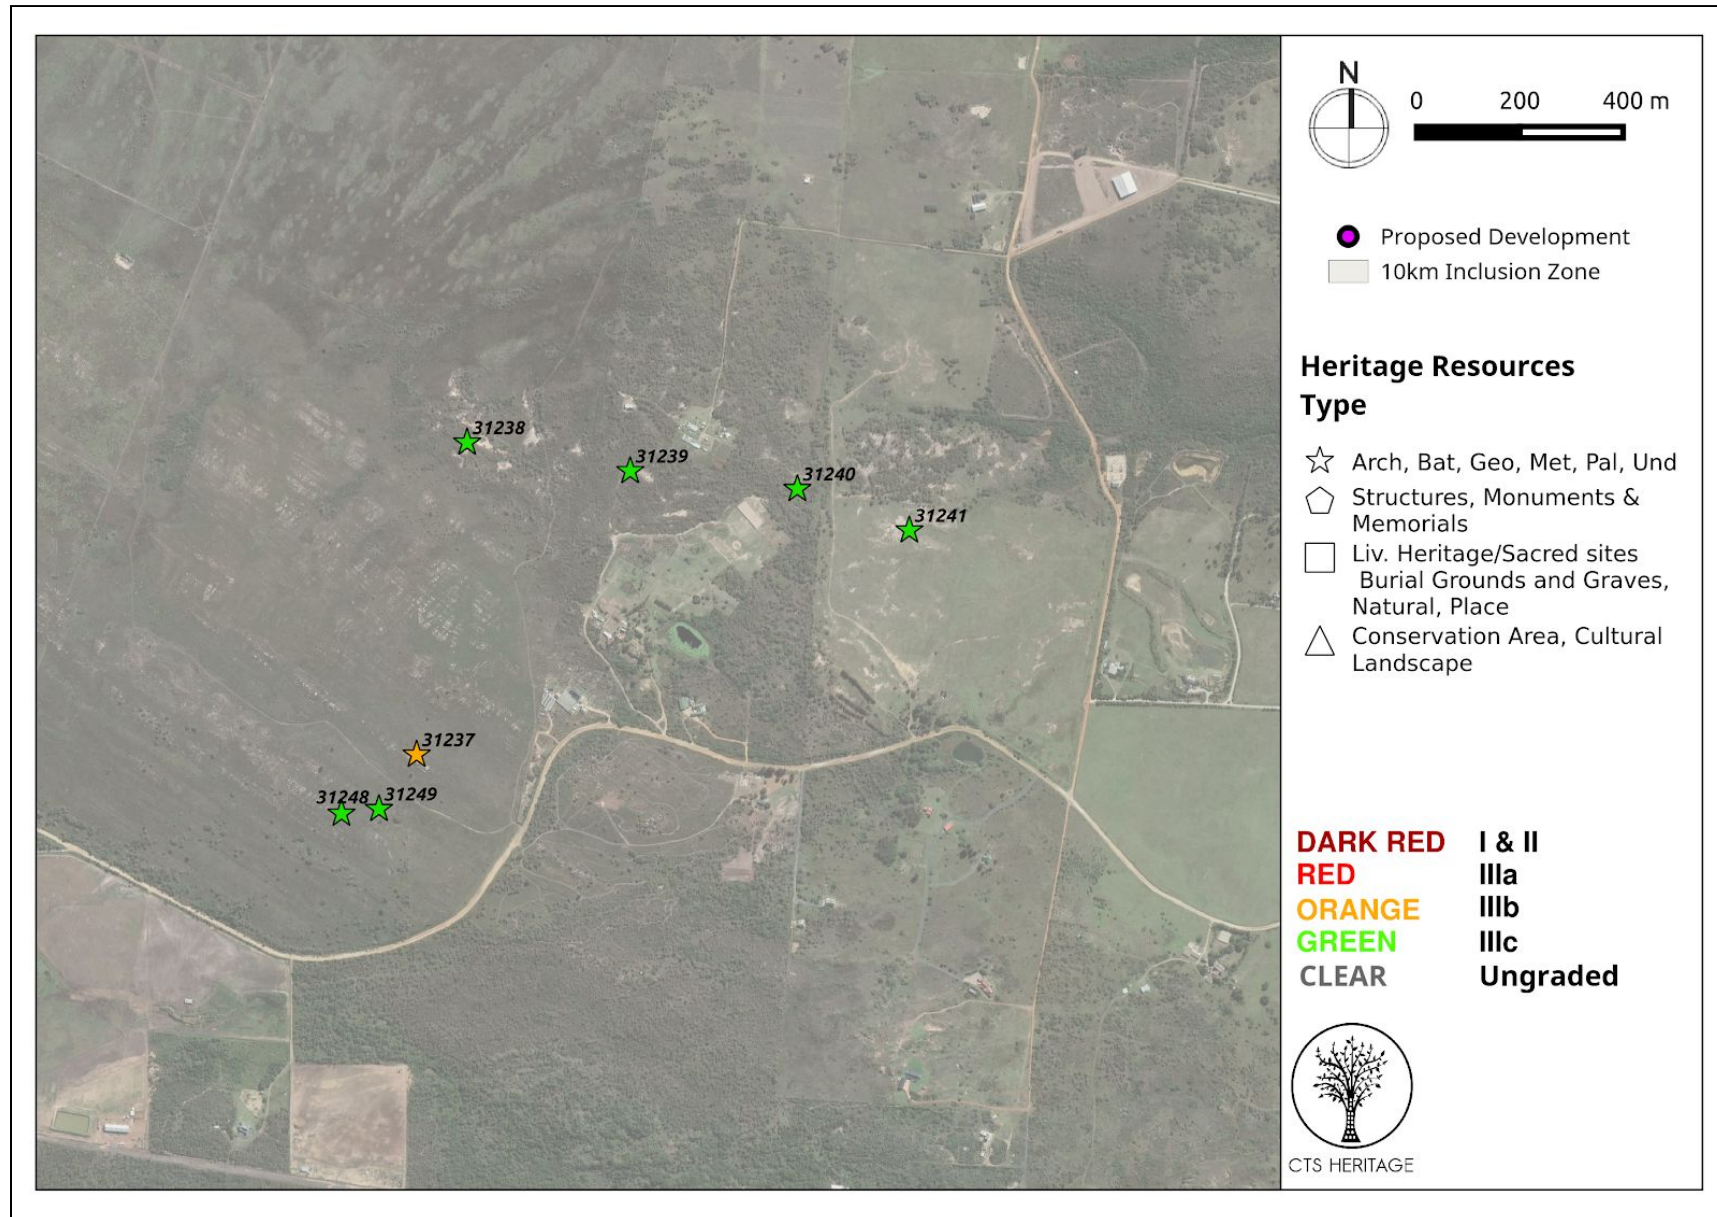 31238
31239
31240
31241
31237
31248
31249
N
0 200 400 m
Proposed Development
10km Inclusion Zone
Heritage Resources
Type
Arch, Bat, Geo, Met, Pal, Und
Structures, Monuments &
Memorials
Liv. Heritage/Sacred sites
Burial Grounds and Graves,
Natural, Place
Conservation Area, Cultural
Landscape
DARK RED I & II
RED IIIa
ORANGE IIIb
GREEN IIIc
CLEAR Ungraded
CTS HERITAGE